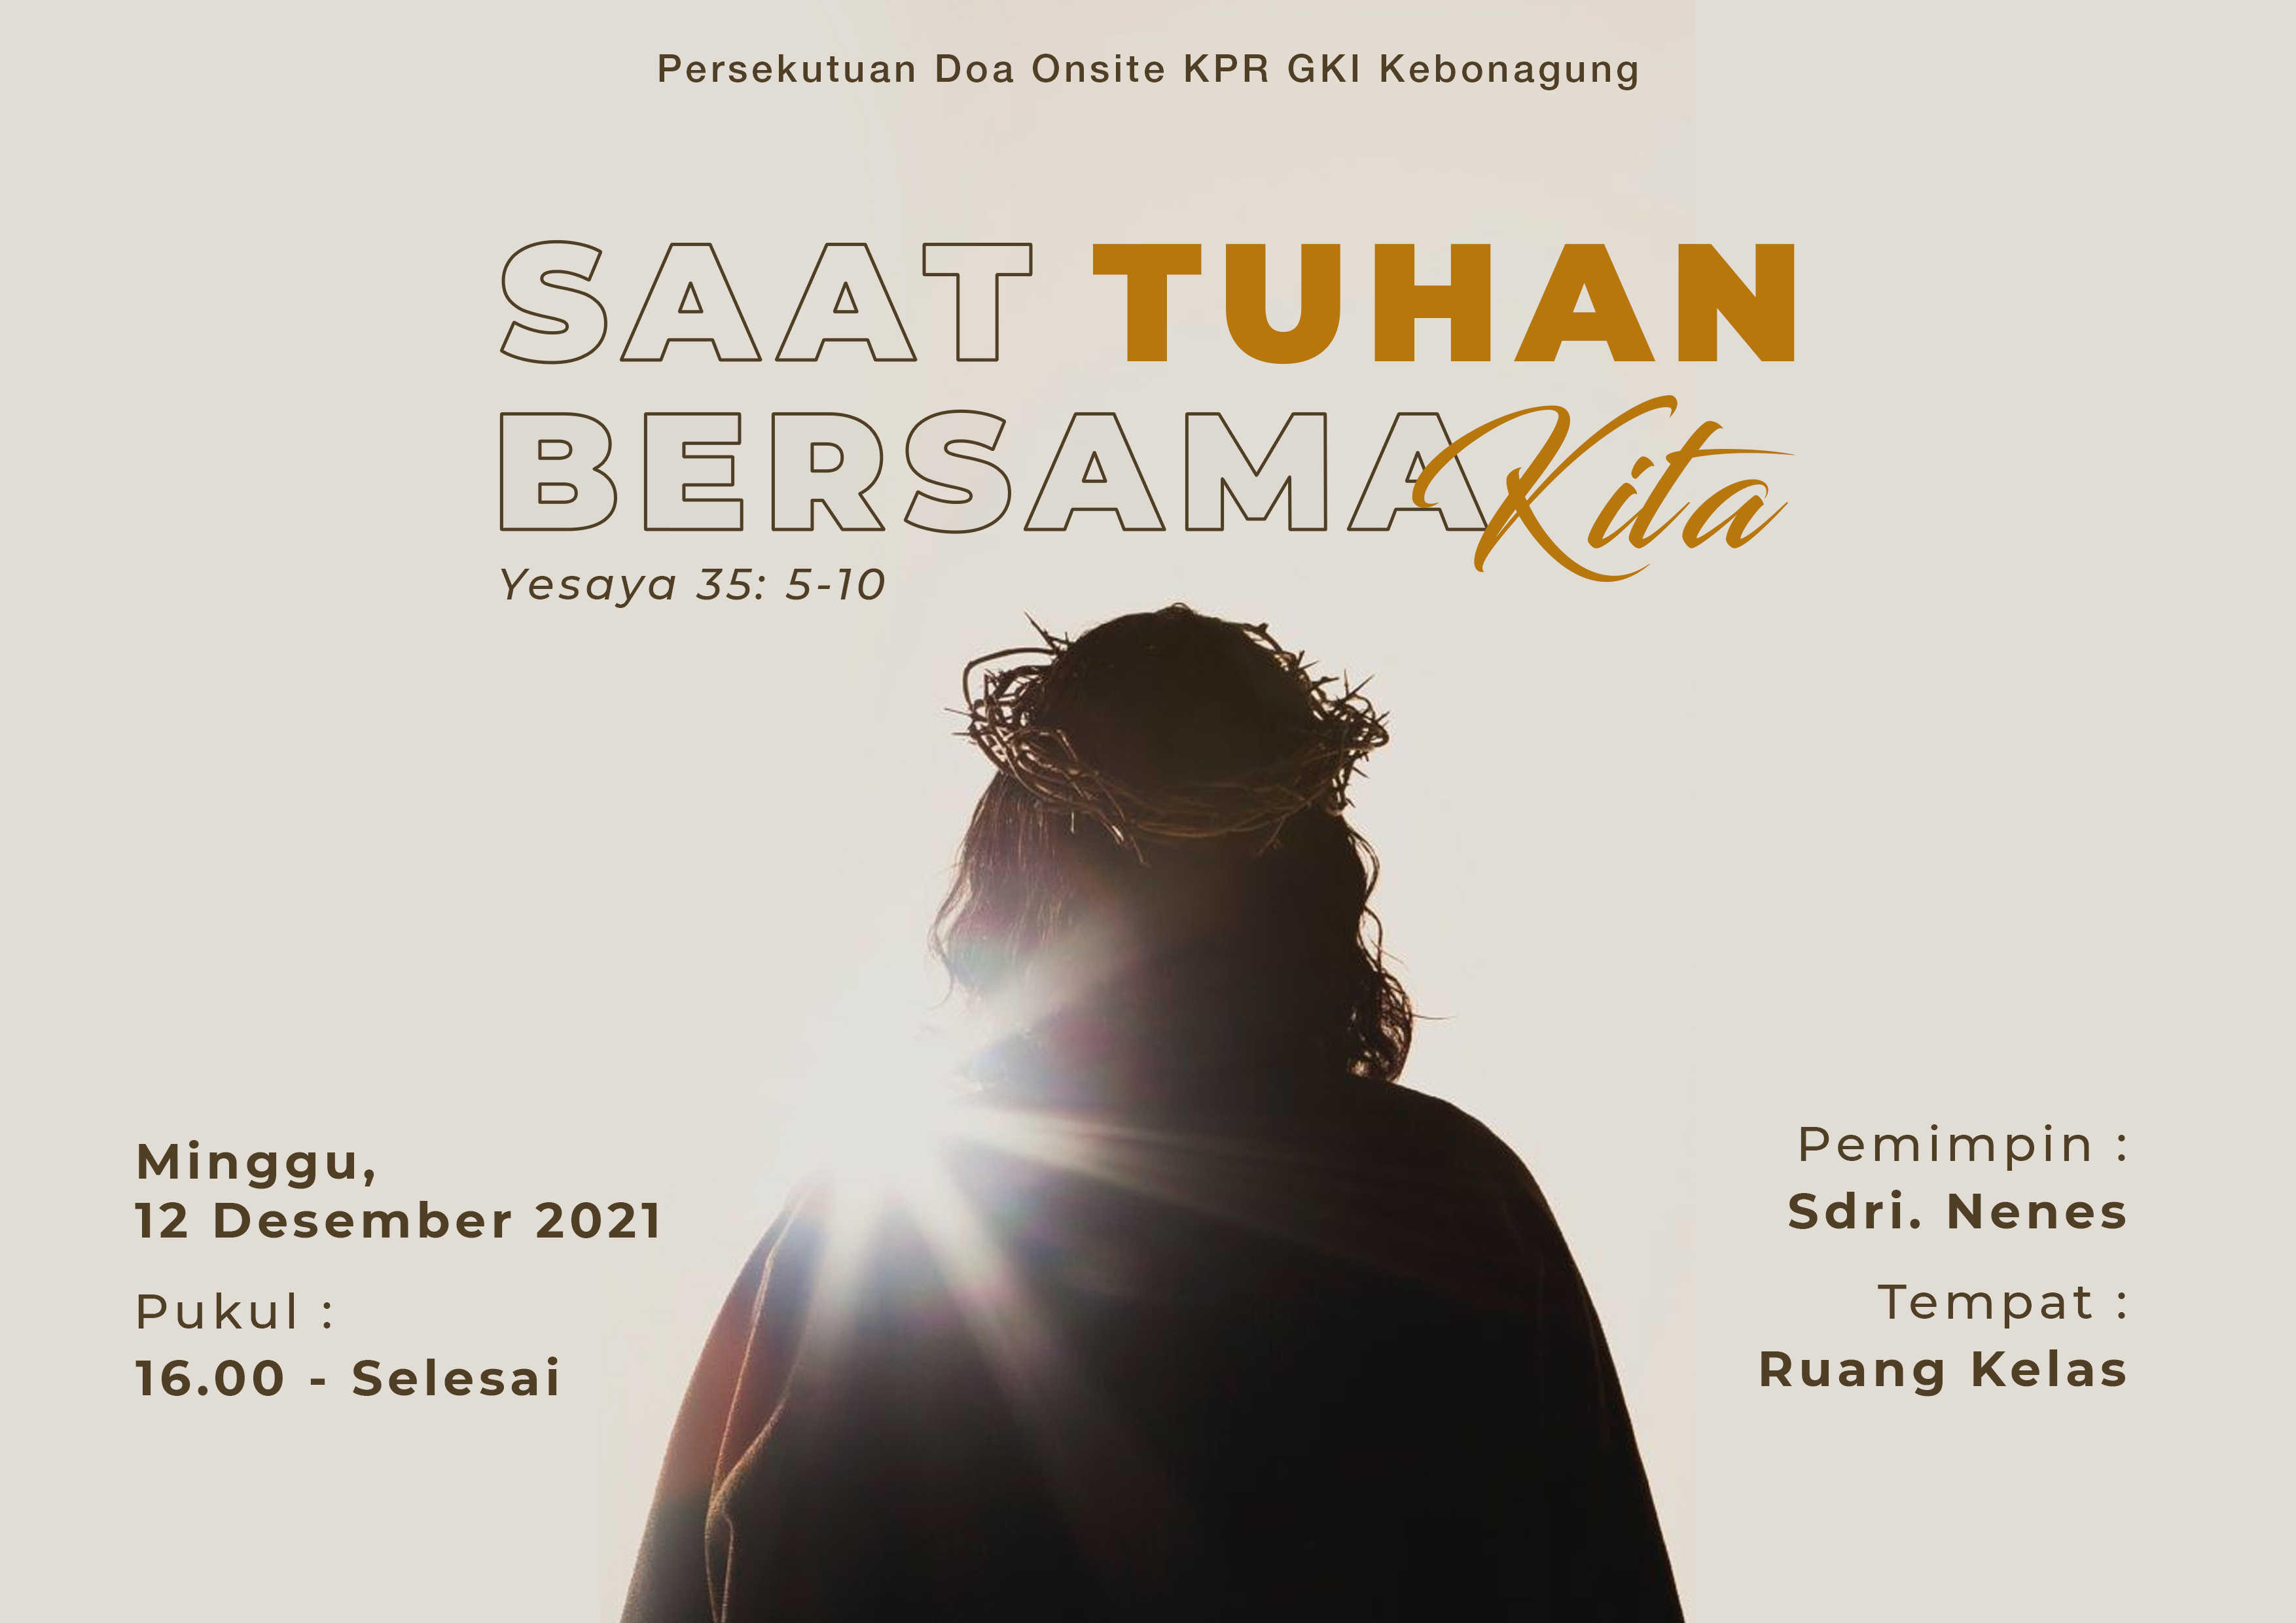 Persekutuan Doa Onsite KPR GKI Kebonagung
SAAT TUHAN
BERSAMA Kita
Yesaya 35: 5-10
Minggu,
12 Desember 2021
Pukul :
16.00 - Selesai
Pemimpin :
Sdri. Nenes
Tempat :
Ruang Kelas